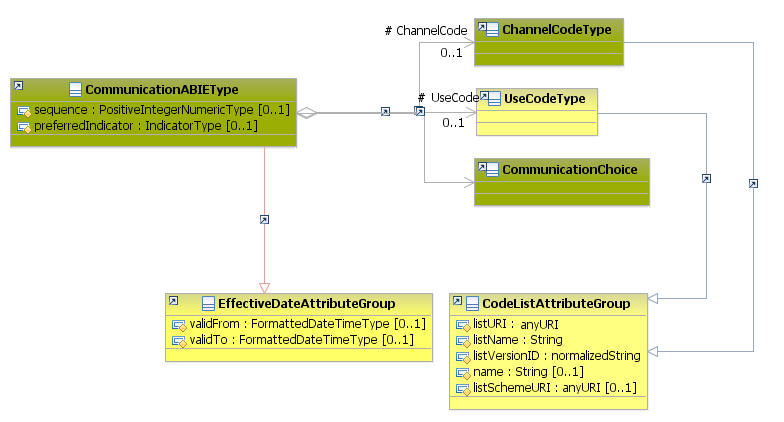 # ChannelCode
0..1
ChannelCodeType
CommunicationABIEType
sequence : PositiveIntegerNumericType [0..1]
preferredIndicator : IndicatorType [0..1]
# UseCode
0..1
UseCodeType
CommunicationChoice
EffectiveDateAttributeGroup
validFrom : FormattedDateTimeType [0..1]
validTo : FormattedDateTimeType [0..1]
CodeListAttributeGroup
listURI : anyURI
listName : String
listVersionID : normalizedString
name : String [0..1]
listSchemeURI : anyURI [0..1]